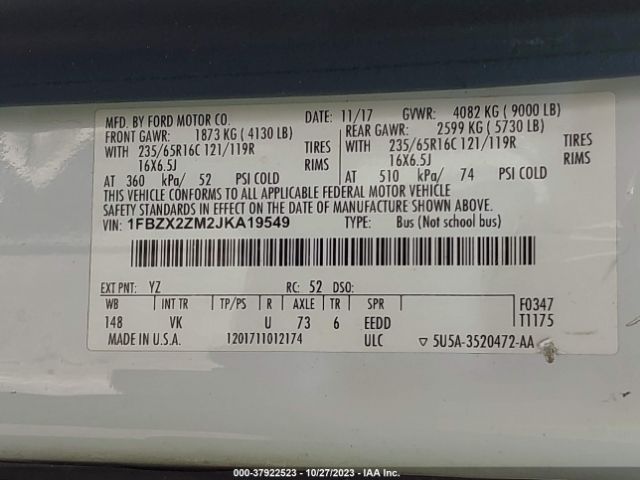 MFD. BY FORD MOTOR CO. DATE: 11/17 GVWR: 4082 KG ( 9000 LB)
FRONT GAWR: 1873 KG ( 4130 LB) REAR GAWR: 2599 KG ( 5730 LB)
WITH 235/65R16C 121/119R TIRES WITH 235/65R16C 121/119R TIRES
16X6.5J RIMS 16X6.5J RIMS
AT 360 kPa/ 52 PSI COLD AT 510 kPa/ 74 PSI COLD
THIS VEHICLE CONFORMS TO ALL APPLICABLE FEDERAL MOTOR VEHICLE
SAFETY STANDARDS IN EFFECT ON THE DATE OF MANUFACTURE SHOWN ABOVE.
VIN: 1FBZX2ZM2JKA19549 TYPE: Bus (Not school bus)
EXT PNT: YZ RC: 52 DSO:
WB INT TR TP/PS R AXLE TR SPR F0347
148 VK U 73 6 EEDD T1175
MADE IN U.S.A. 1201711012174 ULC ▽ 5U5A-3520472-AA
000-37922523 - 10/27/2023 - IAA Inc.